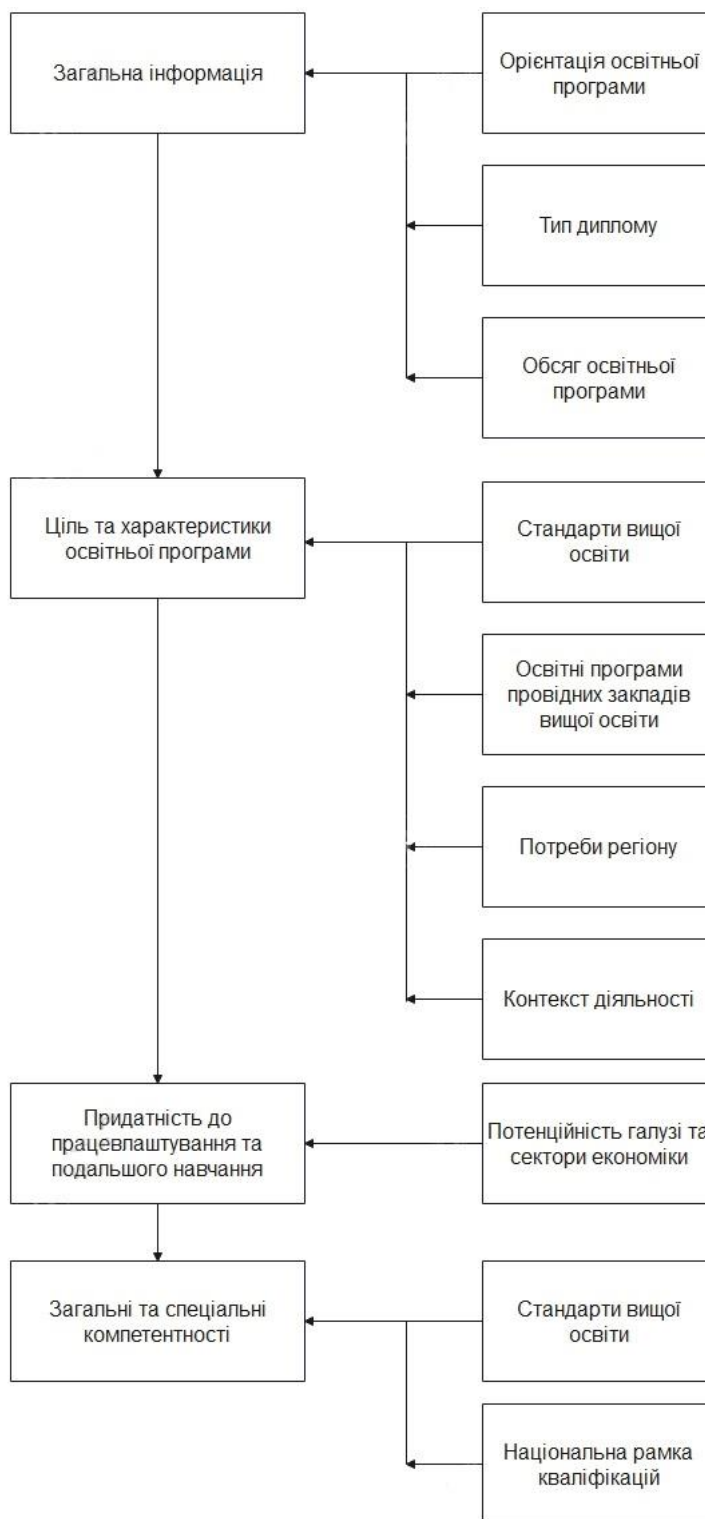 Загальна інформація
Орієнтація освітньої
програми
Тип диплому
Обсяг освітньої
програми
Ціль та характеристики
освітньої програми
Стандарти вищої
освіти
Освітні програми
провідних закладів
вищої освіти
Потреби регіону
Контекст діяльності
Придатність до
працевлаштування та
подальшого навчання
Потенційність галузі та
сектори економіки
Загальні та спеціальні
компетентності
Стандарти вищої
освіти
Національна рамка
кваліфікацій